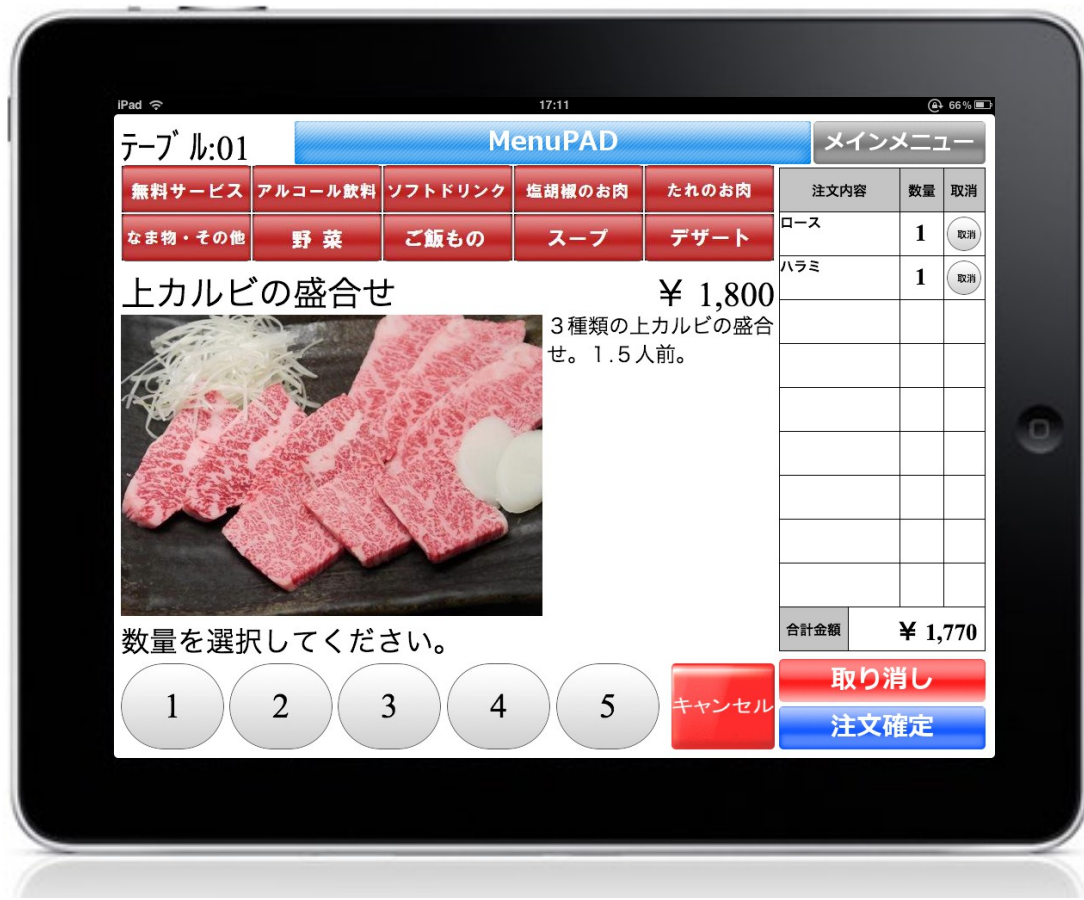 iPad 17:11 66%
テーブル:01 MenuPAD メインメニュー
無料サービス アルコール飲料 ソフトドリンク 塩胡椒のお肉 たれのお肉
なま物・その他 野 菜 ご飯もの スープ デザート
注文内容 数量 取消
ロース 1 取消
ハラミ 1 取消
上カルビの盛合せ ¥ 1,800
３種類の上カルビの盛合
せ。１.５人前。
合計金額 ¥ 1,770
数量を選択してください。
1 2 3 4 5 キャンセル
取り消し
注文確定